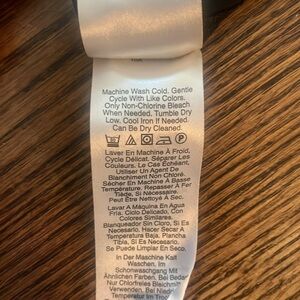 Machine Wash Cold. Gentle
Cycle With Like Colors.
Only Non-Chlorine Bleach
When Needed. Tumble Dry
Low. Cool Iron If Needed
Can Be Dry Cleaned.
P
Laver En Machine À Froid,
Cycle Délicat. Séparer Les
Couleurs. Le Cas Échéant,
Utiliser Un Agent De
Blanchiment Non Chloré.
Sécher En Machine A Basse
Température. Repasser À Fer
Tiède, Si Nécessaire.
Peut Être Nettoyé A Sec.
Lavar A Máquina En Agua
Fria. Ciclo Delicado, Con
Colores Similares.
Blanqueador Sin Cloro, Si Es
Necesario. Hacer Secar A
Temperatura Baja. Plancha
Tibia, Si Es Necesario.
Se Puede Limpiar En Seco.
In Der Maschine Kalt
Waschen. Im
Schonwaschgang Mit
Ähnlichen Farben
Nur Chlorfreies Bleichmittel
Verwenden, Bei
Temperatur Im